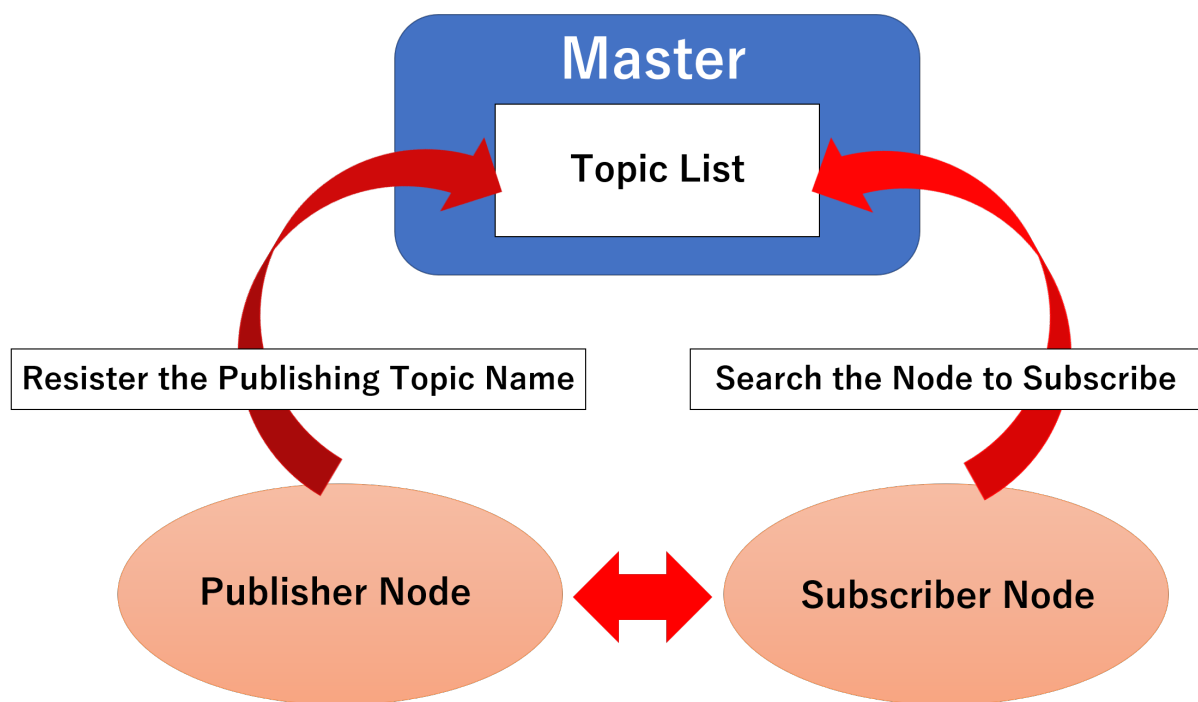 Master
Topic List
Resister the Publishing Topic Name
Search the Node to Subscribe
Publisher Node
Subscriber Node